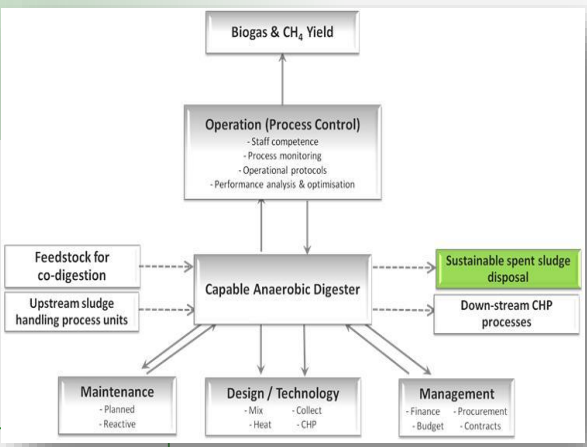 Biogas & CH₄ Yield
Operation (Process Control)
- Staff competence
- Process monitoring
- Operational protocols
- Performance analysis & optimisation
Feedstock for
co-digestion
Upstream sludge
handling process units
Capable Anaerobic Digester
Sustainable spent sludge
disposal
Down-stream CHP
processes
Maintenance
- Planned
- Reactive
Design / Technology
- Mix - Collect
- Heat - CHP
Management
- Finance - Procurement
- Budget - Contracts